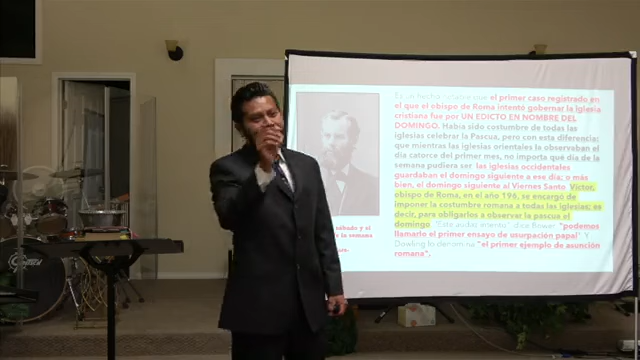 Es un hecho que el primer caso registrado en
el que el obispo de Roma intentó gobernar la iglesia
cristiana fue por UN EDICTO EN NOMBRE DEL
DOMINGO. Había sido costumbre de todas las
iglesias celebrar la Pascua, pero con esta diferencia:
que mientras las iglesias orientales la observaban el
día catorce del primer mes, no importa qué día de la
semana pudiera ser las iglesias occidentales
guardaban el domingo siguiente a ese día; o más
bien, el domingo siguiente al Viernes Santo Víctor,
obispo de Roma, en el año 196, se encargó de
imponer la costumbre romana a todas las iglesias; es
decir, para obligarlos a observar la pascua el
domingo dice Bower, "podemos
llamarlo el primer ensayo de usurpación papal" Y
Dowling lo denomina "el primer ejemplo de asunción
romana",
sábado y el
la semana